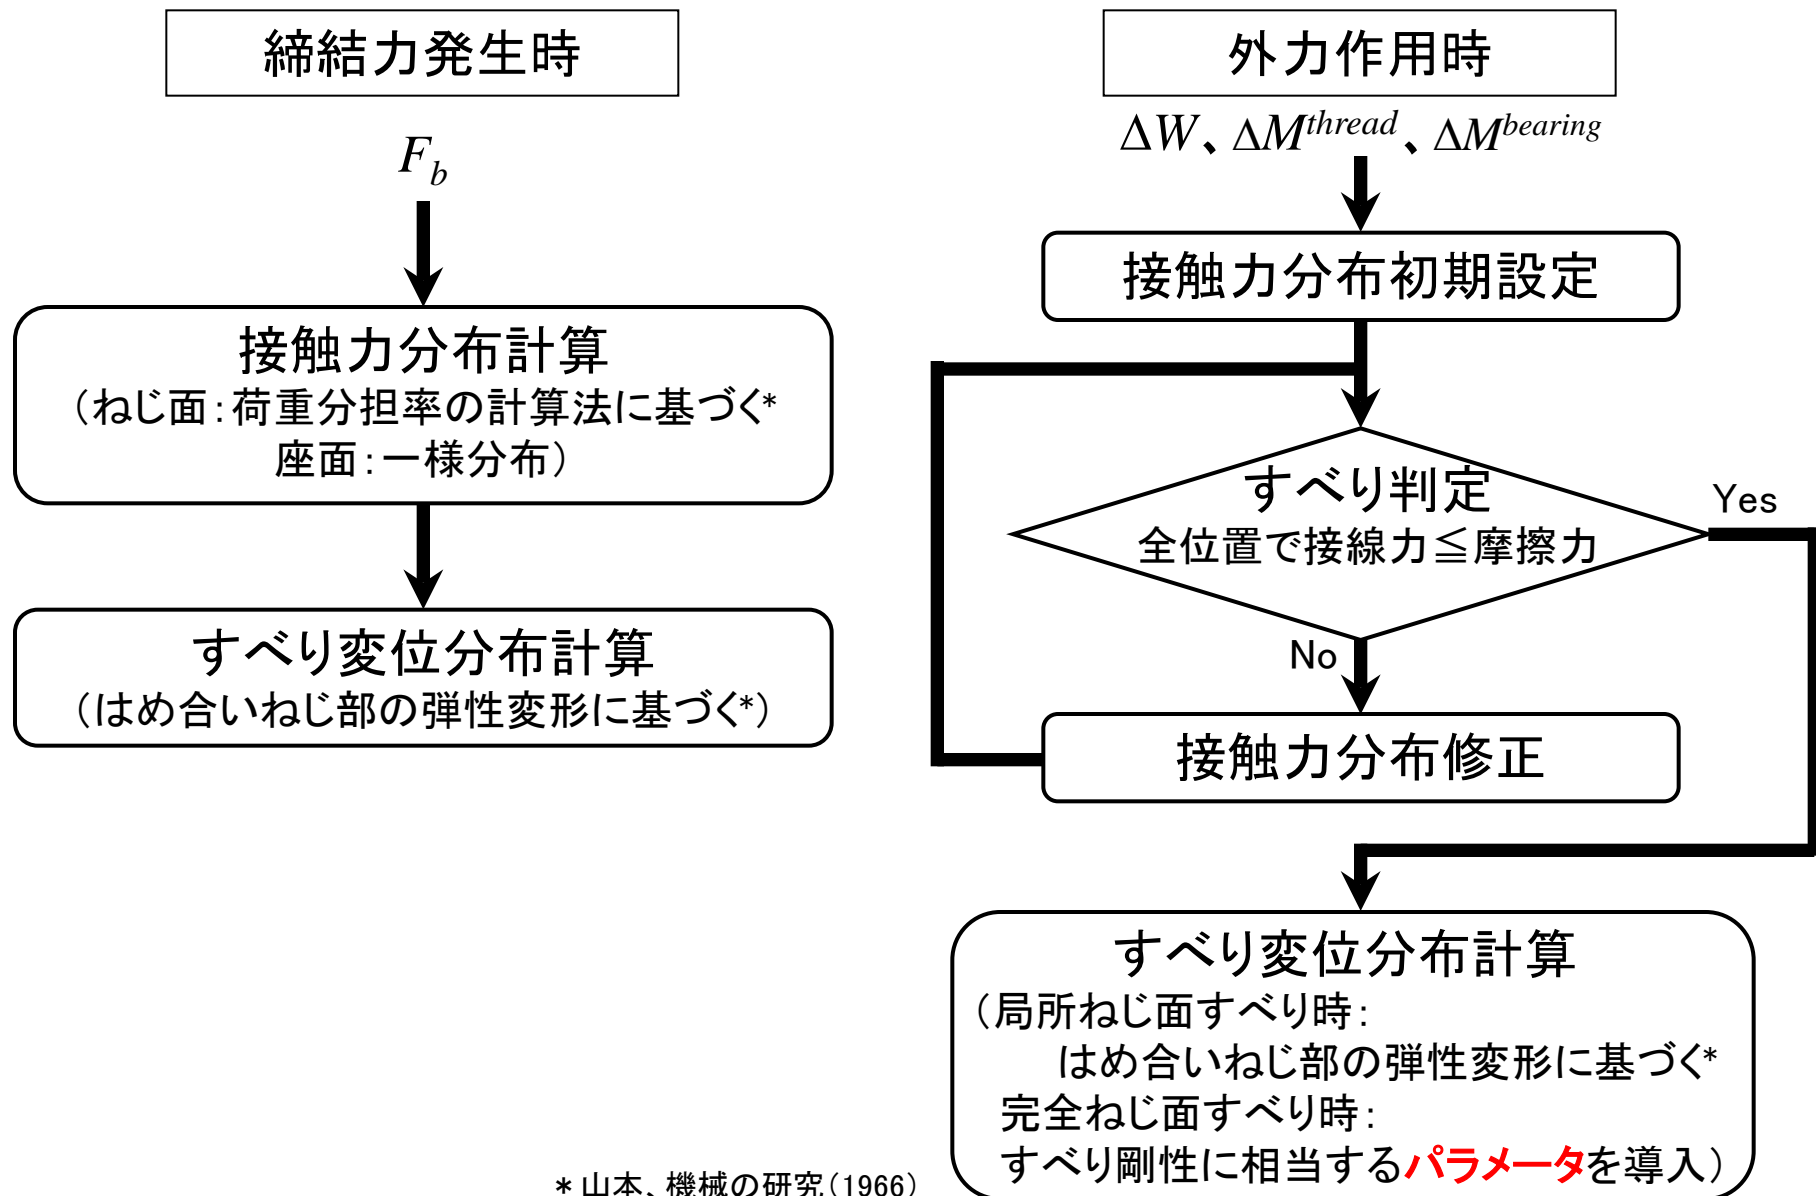 締結力発生時
F_b
接触力分布計算
（ねじ面：荷重分担率の計算法に基づく*
座面：一様分布）
すべり変位分布計算
（はめ合いねじ部の弾性変形に基づく*）
外力作用時
ΔW、ΔM^{thread}、ΔM^{bearing}
接触力分布初期設定
すべり判定
全位置で接線力≦摩擦力
Yes
No
接触力分布修正
すべり変位分布計算
（局所ねじ面すべり時：
はめ合いねじ部の弾性変形に基づく*
完全ねじ面すべり時：
すべり剛性に相当するパラメータを導入）
* 山本、機械の研究（1966）